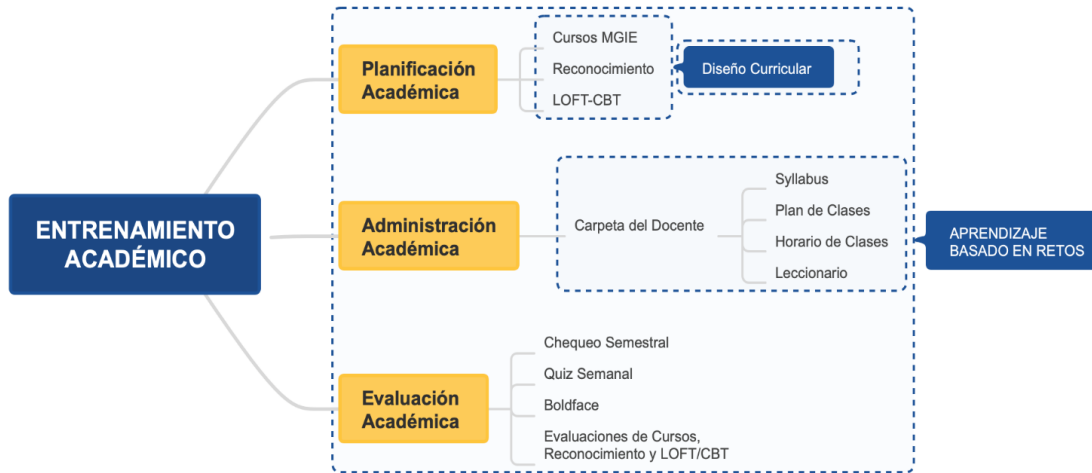 ENTRENAMIENTO
ACADÉMICO
Planificación
Académica
Cursos MGIE
Reconocimiento
LOFT-CBT
Diseño Curricular
Administración
Académica
Carpeta del Docente
Syllabus
Plan de Clases
Horario de Clases
Leccionario
Evaluación
Académica
Chequeo Semestral
Quiz Semanal
Boldface
Evaluaciones de Cursos,
Reconocimiento y LOFT/CBT
APRENDIZAJE
BASADO EN RETOS